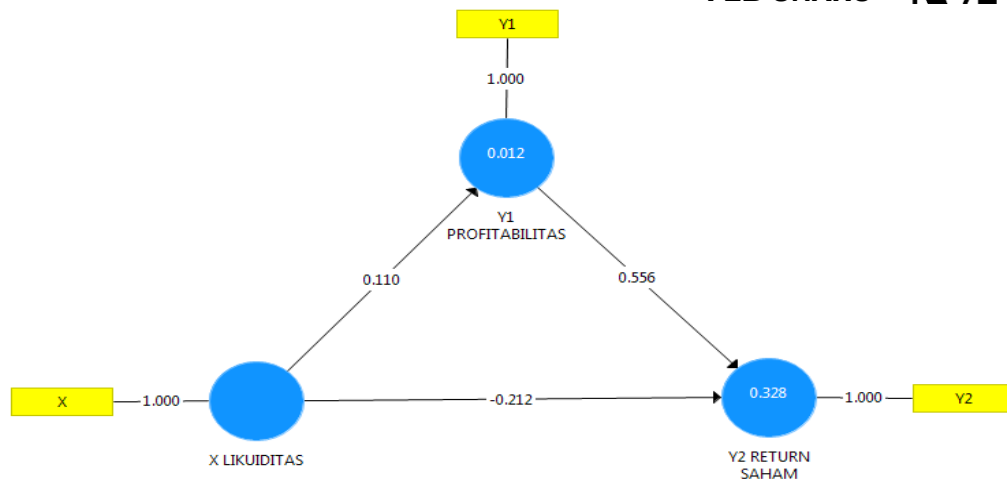 Y1
1.000
0.012
Y1
PROFITABILITAS
0.110
0.556
X
1.000
-0.212
0.328
1.000
Y2
X LIKUIDITAS
Y2 RETURN
SAHAM